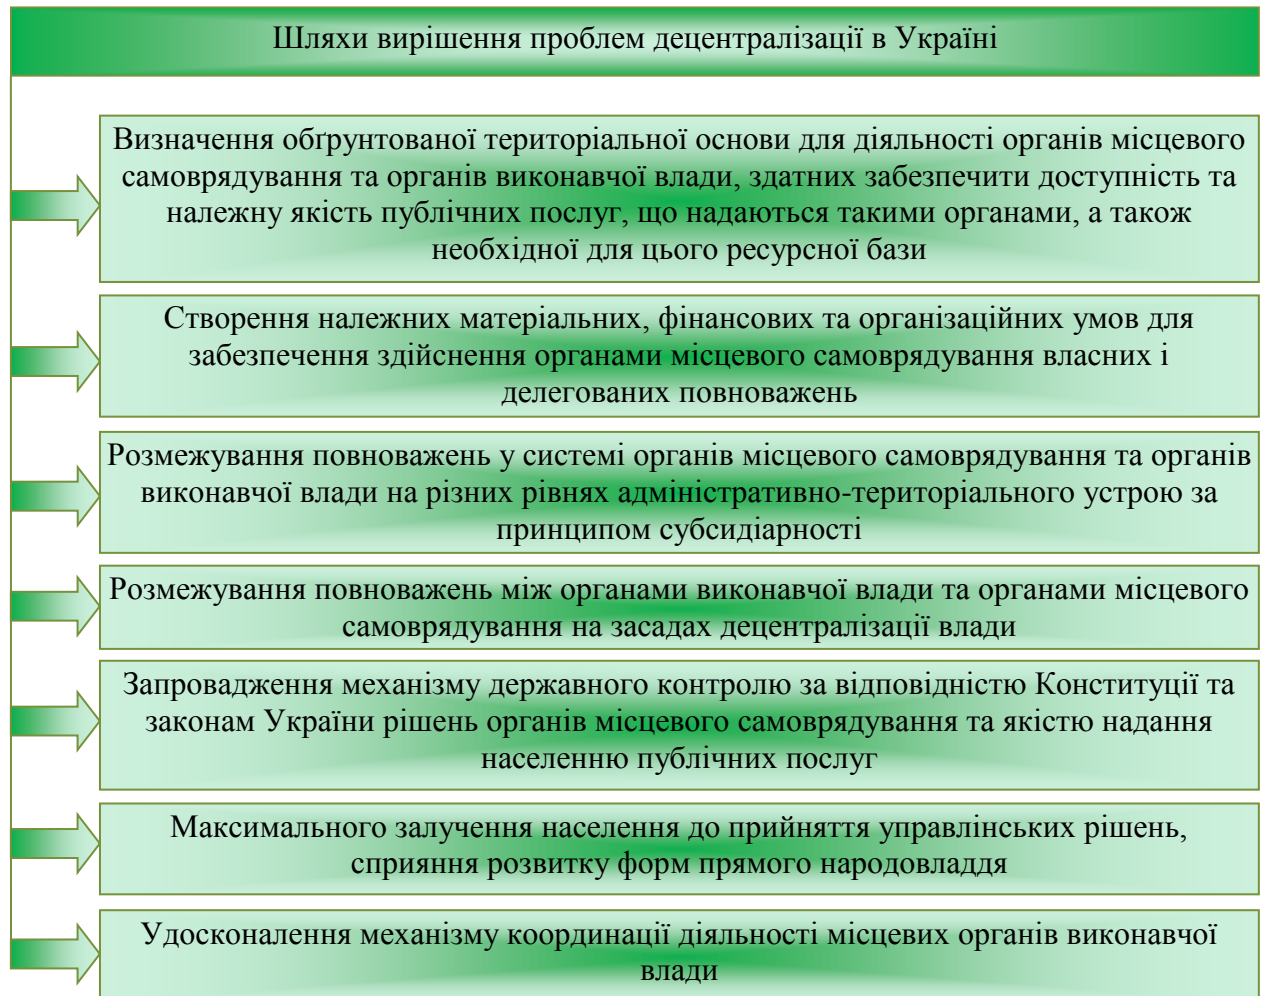 Шляхи вирішення проблем децентралізації в Україні
Визначення обґрунтованої територіальної основи для діяльності органів місцевого
самоврядування та органів виконавчої влади, здатних забезпечити доступність та
належну якість публічних послуг, що надаються такими органами, а також
необхідної для цього ресурсної бази
Створення належних матеріальних, фінансових та організаційних умов для
забезпечення здійснення органами місцевого самоврядування власних і
делегованих повноважень
Розмежування повноважень у системі органів місцевого самоврядування та органів
виконавчої влади на різних рівнях адміністративно-територіального устрою за
принципом субсидіарності
Розмежування повноважень між органами виконавчої влади та органами місцевого
самоврядування на засадах децентралізації влади
Запровадження механізму державного контролю за відповідністю Конституції та
законам України рішень органів місцевого самоврядування та якістю надання
населенню публічних послуг
Максимального залучення населення до прийняття управлінських рішень,
сприяння розвитку форм прямого народовладдя
Удосконалення механізму координації діяльності місцевих органів виконавчої
влади